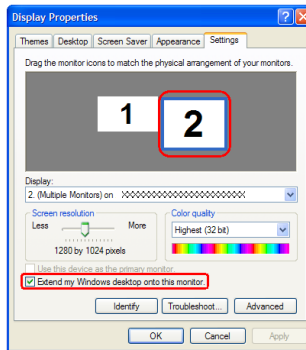 Display Properties
Themes Desktop Screen Saver Appearance Settings
Drag the monitor icons to match the physical arrangement of your monitors.
1 2
Display:
2. (Multiple Monitors) on XXXXXXXXXXXXXXXXXXXX
Screen resolution Color quality
Less More Highest (32 bit)
1280 by 1024 pixels
Use this device as the primary monitor.
Extend my Windows desktop onto this monitor.
Identify Troubleshoot... Advanced
OK Cancel Apply